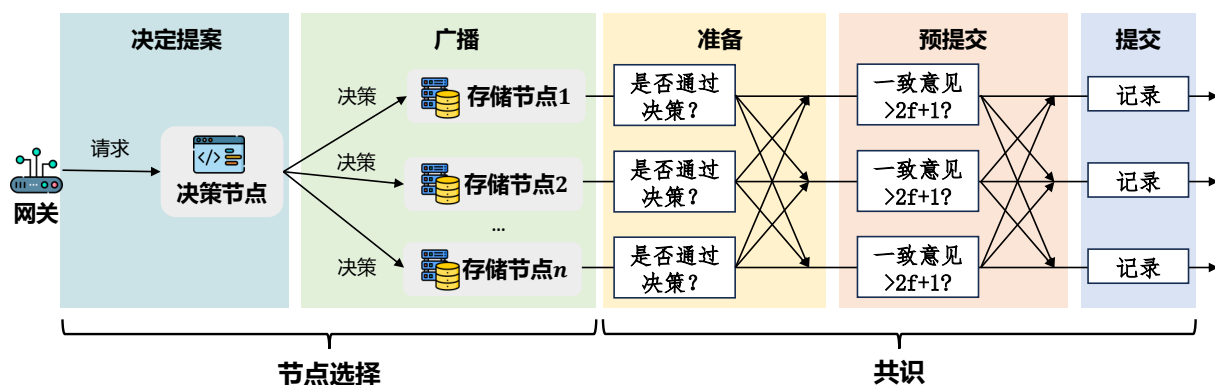 决定提案
广播
准备
预提交
提交
网关
请求
</>
决策节点
决策
决策
决策
存储节点1
存储节点2
...
存储节点n
是否通过
决策?
是否通过
决策?
是否通过
决策?
一致意见
>2f+1?
一致意见
>2f+1?
一致意见
>2f+1?
记录
记录
记录
节点选择
共识